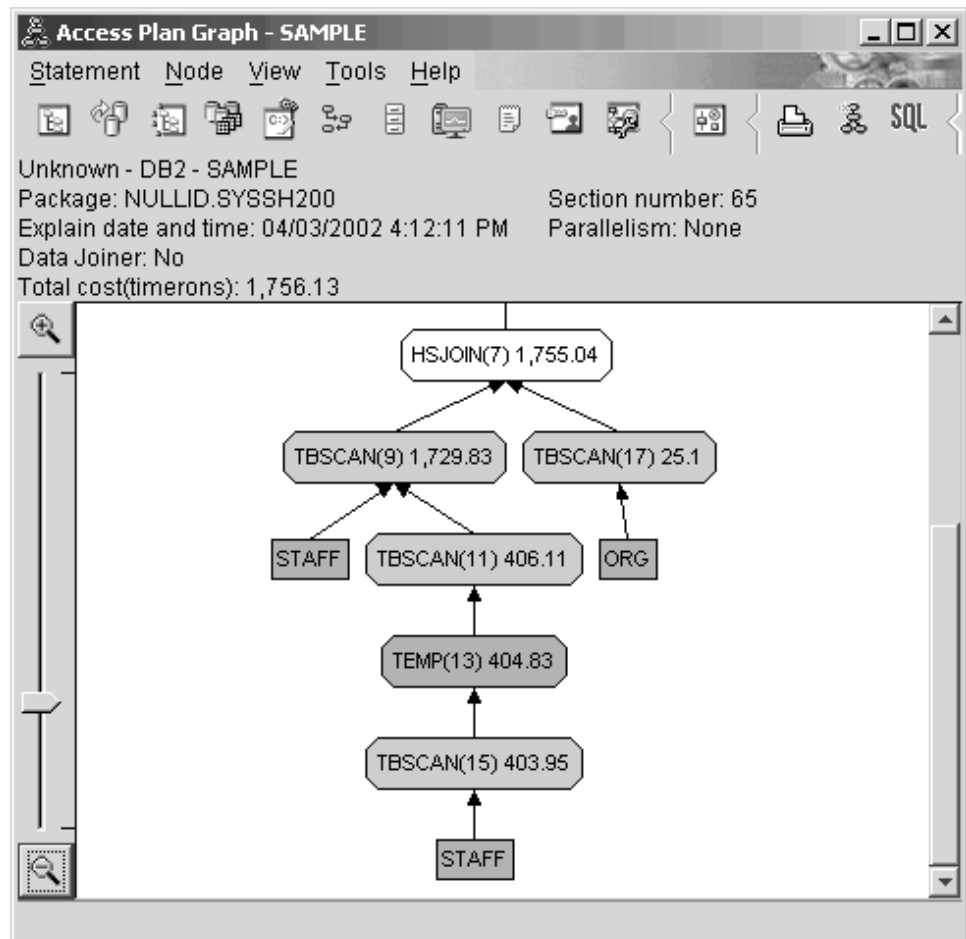 Access Plan Graph - SAMPLE
Statement Node View Tools Help
SQL
Unknown - DB2 - SAMPLE
Package: NULLID.SYSSH200 Section number: 65
Explain date and time: 04/03/2002 4:12:11 PM Parallelism: None
Data Joiner: No
Total cost(timerons): 1,756.13
HSJOIN(7) 1,755.04
TBSCAN(9) 1,729.83 TBSCAN(17) 25.1
STAFF TBSCAN(11) 406.11 ORG
TEMP(13) 404.83
TBSCAN(15) 403.95
STAFF